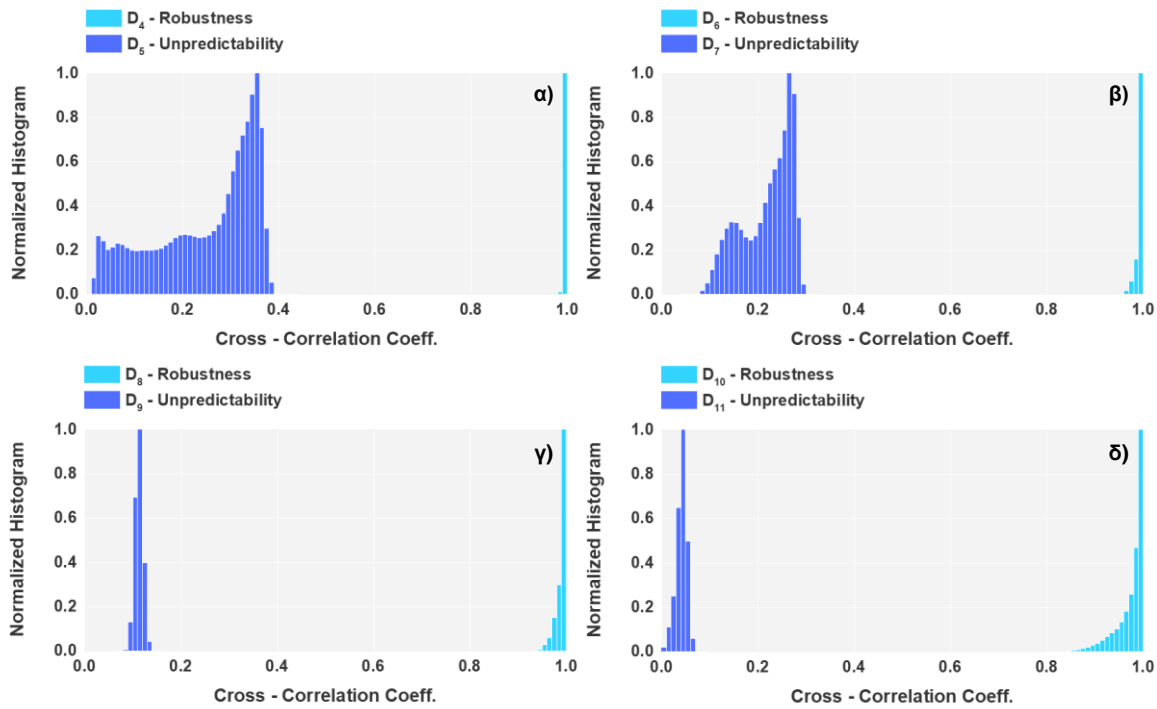 D4 - Robustness
D5 - Unpredictability
Normalized Histogram
1.0
0.8
0.6
0.4
0.2
0.0
α)
0.0 0.2 0.4 0.6 0.8 1.0
Cross - Correlation Coeff.
D6 - Robustness
D7 - Unpredictability
Normalized Histogram
1.0
0.8
0.6
0.4
0.2
0.0
β)
0.0 0.2 0.4 0.6 0.8 1.0
Cross - Correlation Coeff.
D8 - Robustness
D9 - Unpredictability
Normalized Histogram
1.0
0.8
0.6
0.4
0.2
0.0
γ)
0.0 0.2 0.4 0.6 0.8 1.0
Cross - Correlation Coeff.
D10 - Robustness
D11 - Unpredictability
Normalized Histogram
1.0
0.8
0.6
0.4
0.2
0.0
δ)
0.0 0.2 0.4 0.6 0.8 1.0
Cross - Correlation Coeff.